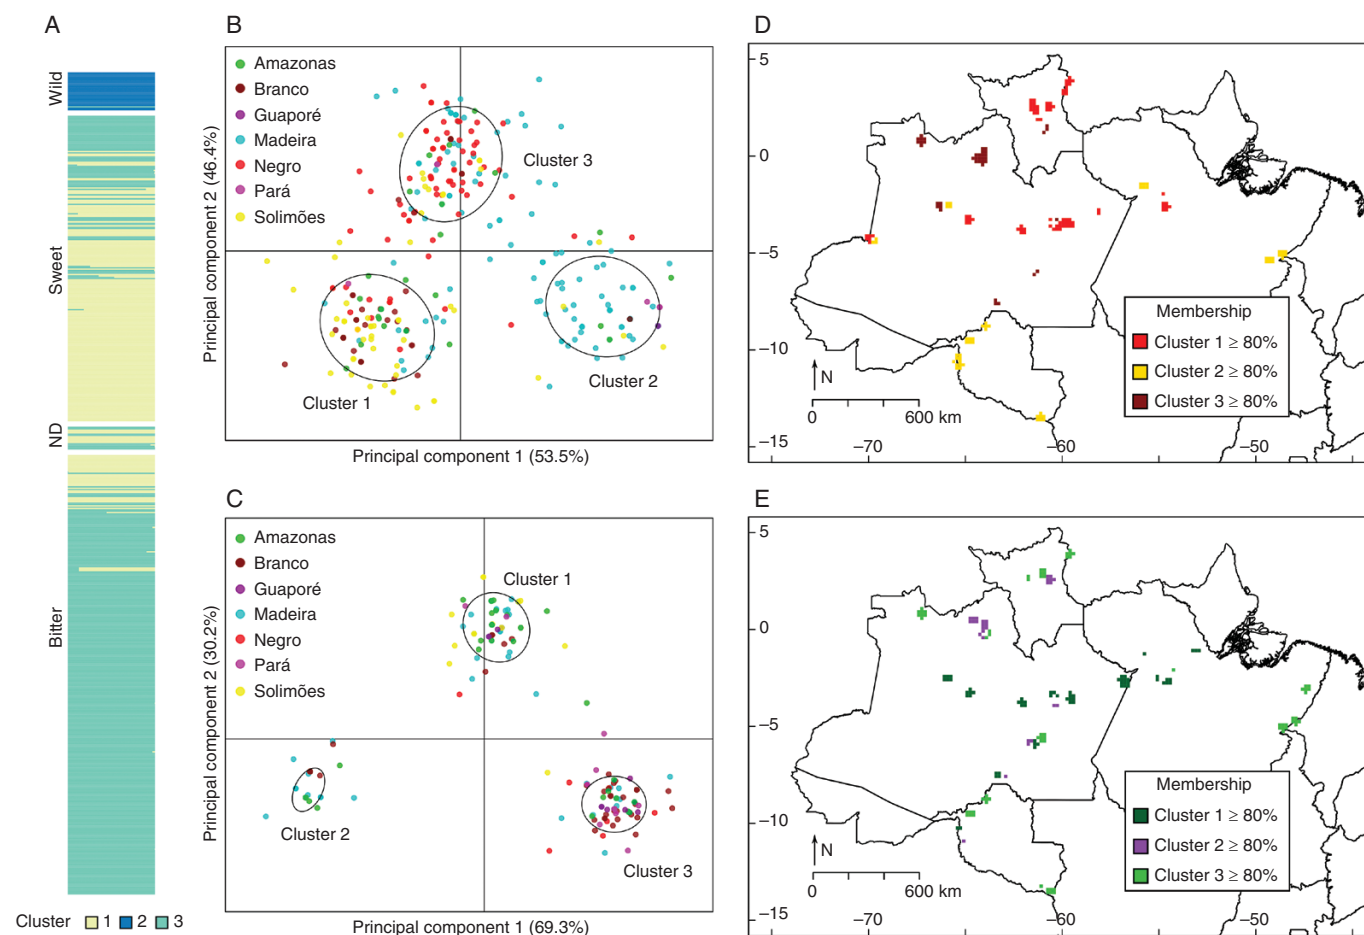 A
Wild
Sweet
ND
Bitter
Cluster 1 2 3
B
Amazonas
Branco
Guaporé
Madeira
Negro
Pará
Solimões
Cluster 3
Cluster 2
Cluster 1
Principal component 2 (46.4%)
Principal component 1 (53.5%)
C
Amazonas
Branco
Guaporé
Madeira
Negro
Pará
Solimões
Cluster 1
Cluster 2
Cluster 3
Principal component 2 (30.2%)
Principal component 1 (69.3%)
D
5
0
−5
−10
−15
−70
−60
−50
N
0
600 km
Membership
Cluster 1 ≥ 80%
Cluster 2 ≥ 80%
Cluster 3 ≥ 80%
E
5
0
−5
−10
−15
−70
−60
−50
N
0
600 km
Membership
Cluster 1 ≥ 80%
Cluster 2 ≥ 80%
Cluster 3 ≥ 80%